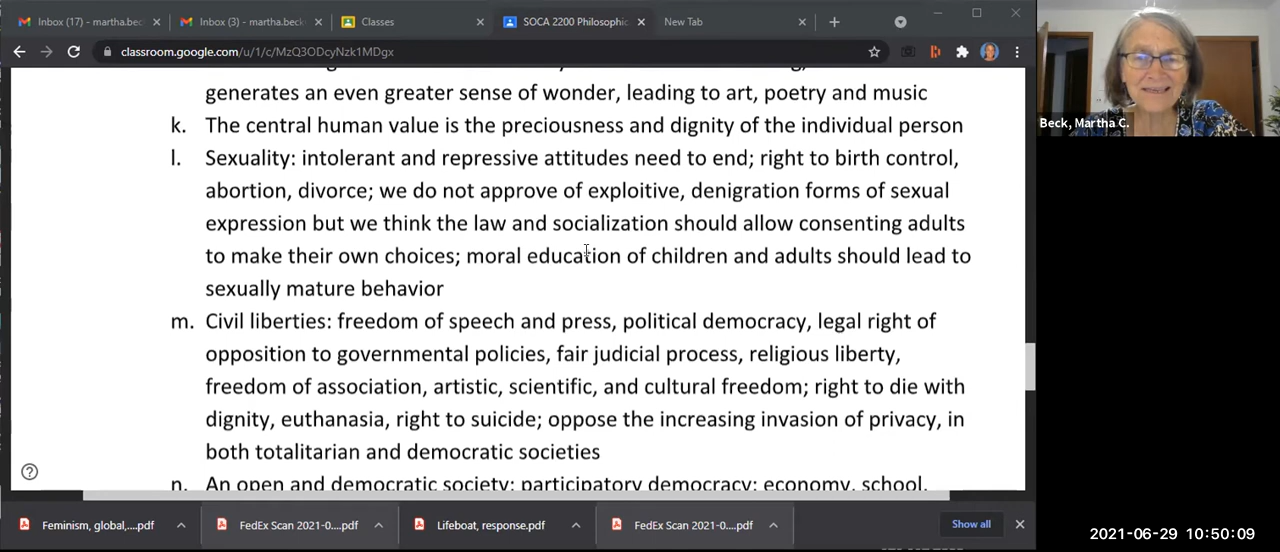 Inbox (17) - martha.beck
Inbox (3) - martha.beck
Classes
SOCA 2200 Philosophic
New Tab
classroom.google.com/u/1/c/MzQ3ODcyNzk1MDgx
generates an even greater sense of wonder, leading to art, poetry and music
k. The central human value is the preciousness and dignity of the individual person
l. Sexuality: intolerant and repressive attitudes need to end; right to birth control,
abortion, divorce; we do not approve of exploitive, denigration forms of sexual
expression but we think the law and socialization should allow consenting adults
to make their own choices; moral education of children and adults should lead to
sexually mature behavior
m. Civil liberties: freedom of speech and press, political democracy, legal right of
opposition to governmental policies, fair judicial process, religious liberty,
freedom of association, artistic, scientific, and cultural freedom; right to die with
dignity, euthanasia, right to suicide; oppose the increasing invasion of privacy, in
both totalitarian and democratic societies
n. An open and democratic society; participatory democracy; economy, school,
Feminism, global,....pdf
FedEx Scan 2021-0....pdf
Lifeboat, response.pdf
FedEx Scan 2021-0....pdf
Show all
Beck, Martha C.
2021-06-29 10:50:09